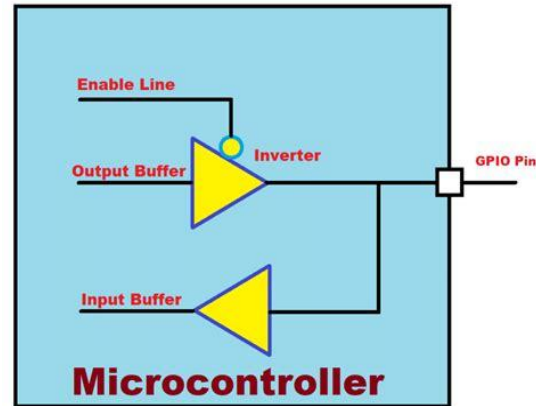 Enable Line
Inverter
Output Buffer
GPIO Pin
Input Buffer
Microcontroller